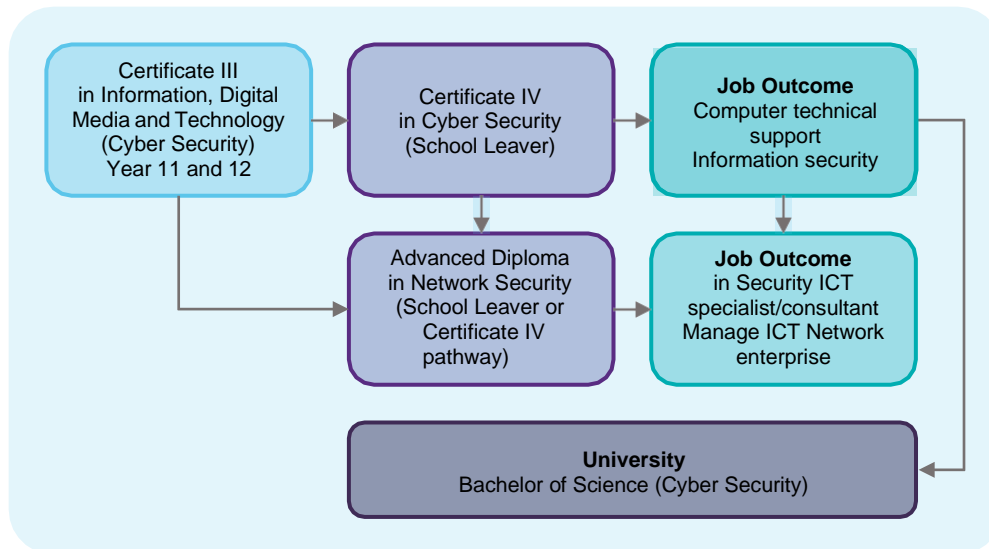 Certificate III
in Information, Digital
Media and Technology
(Cyber Security)
Year 11 and 12
Certificate IV
in Cyber Security
(School Leaver)
Job Outcome
Computer technical
support
Information security
Advanced Diploma
in Network Security
(School Leaver or
Certificate IV
pathway)
Job Outcome
in Security ICT
specialist/consultant
Manage ICT Network
enterprise
University
Bachelor of Science (Cyber Security)